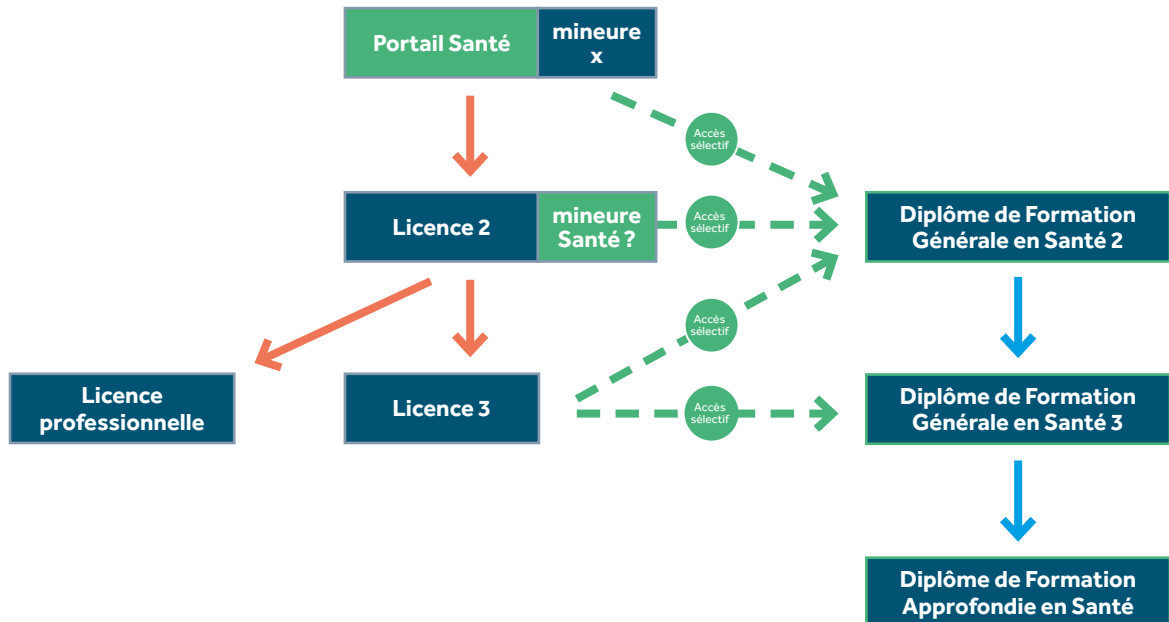 Portail Santé
mineure
x
Accès
sélectif
Licence 2
mineure
Santé ?
Accès
sélectif
Diplôme de Formation
Générale en Santé 2
Accès
sélectif
Licence
professionnelle
Licence 3
Accès
sélectif
Diplôme de Formation
Générale en Santé 3
Diplôme de Formation
Approfondie en Santé